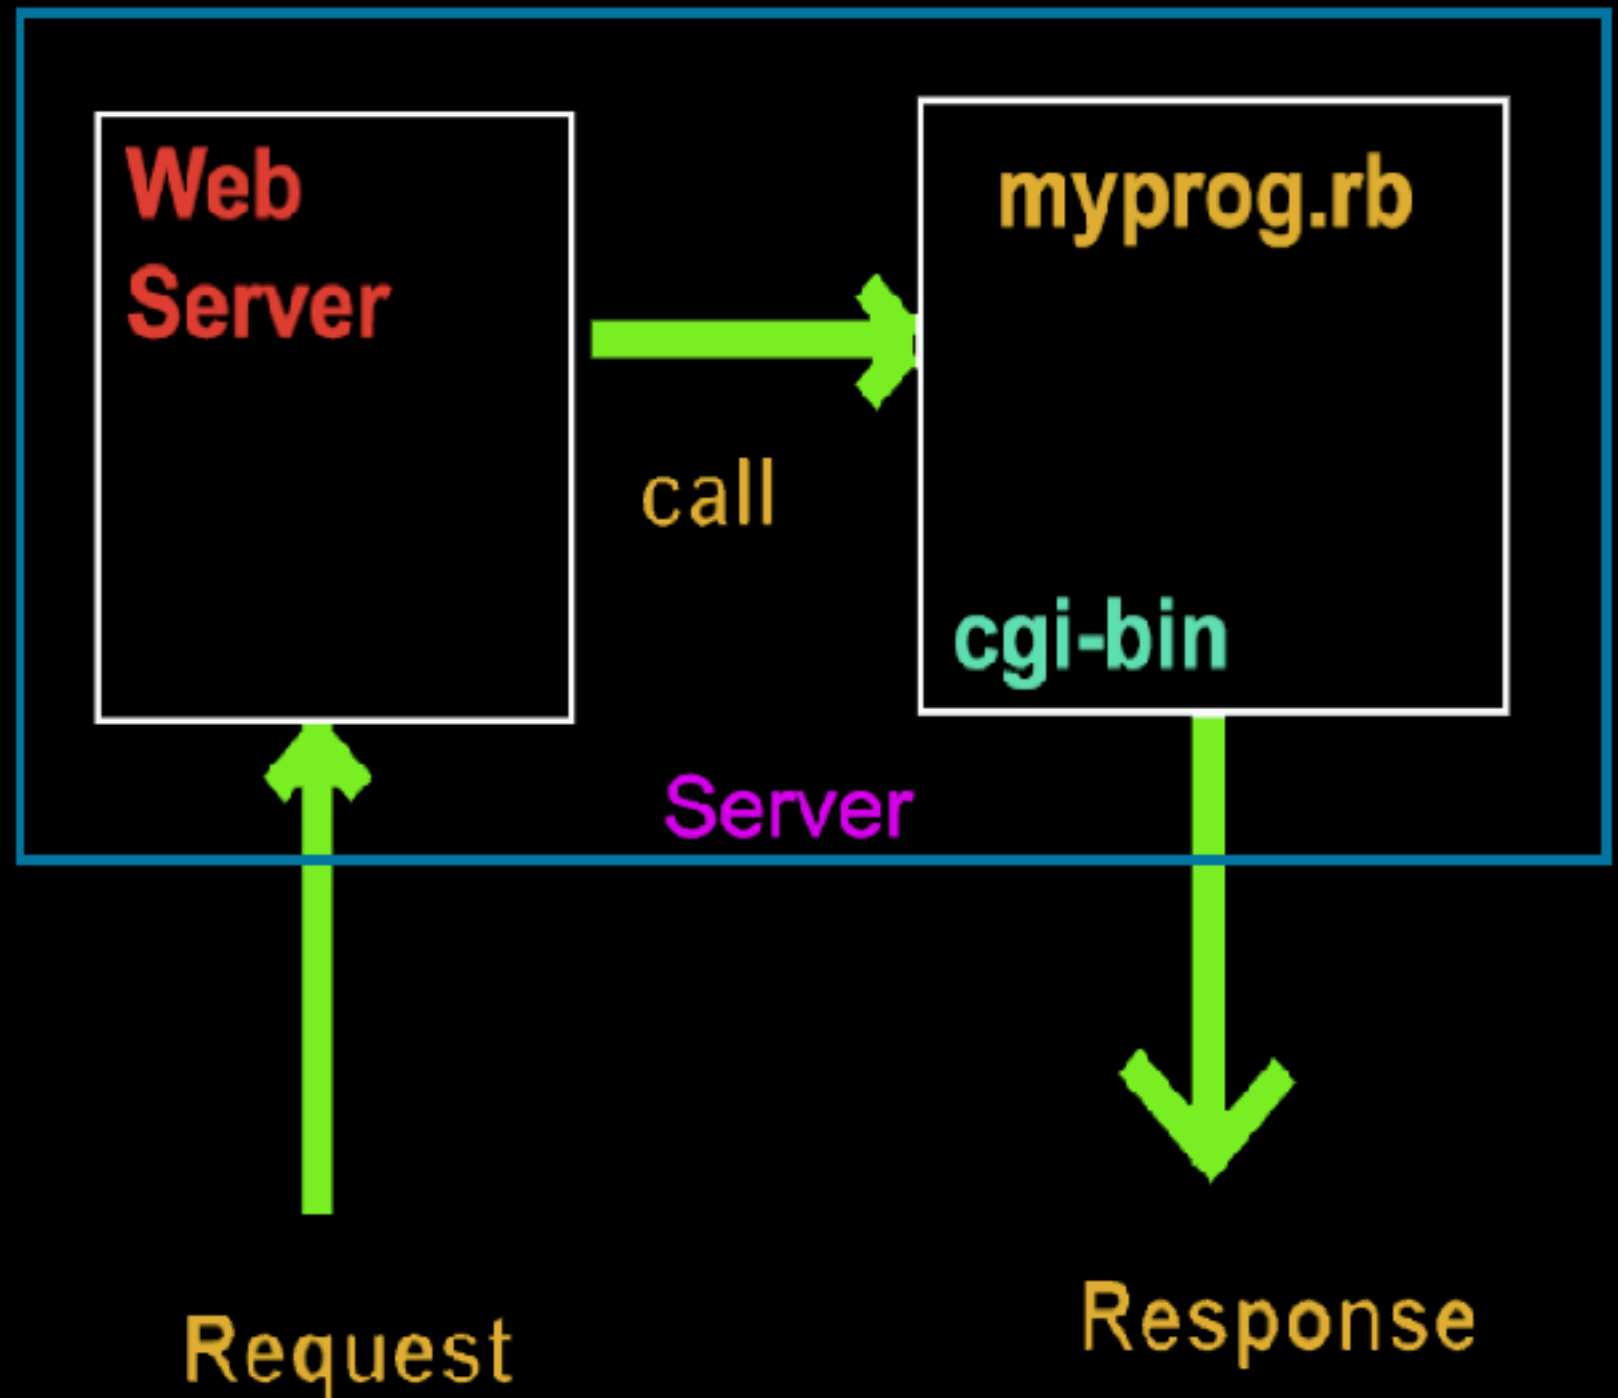 Web
Server
myprog.rb
call
cgi-bin
Server
Request
Response